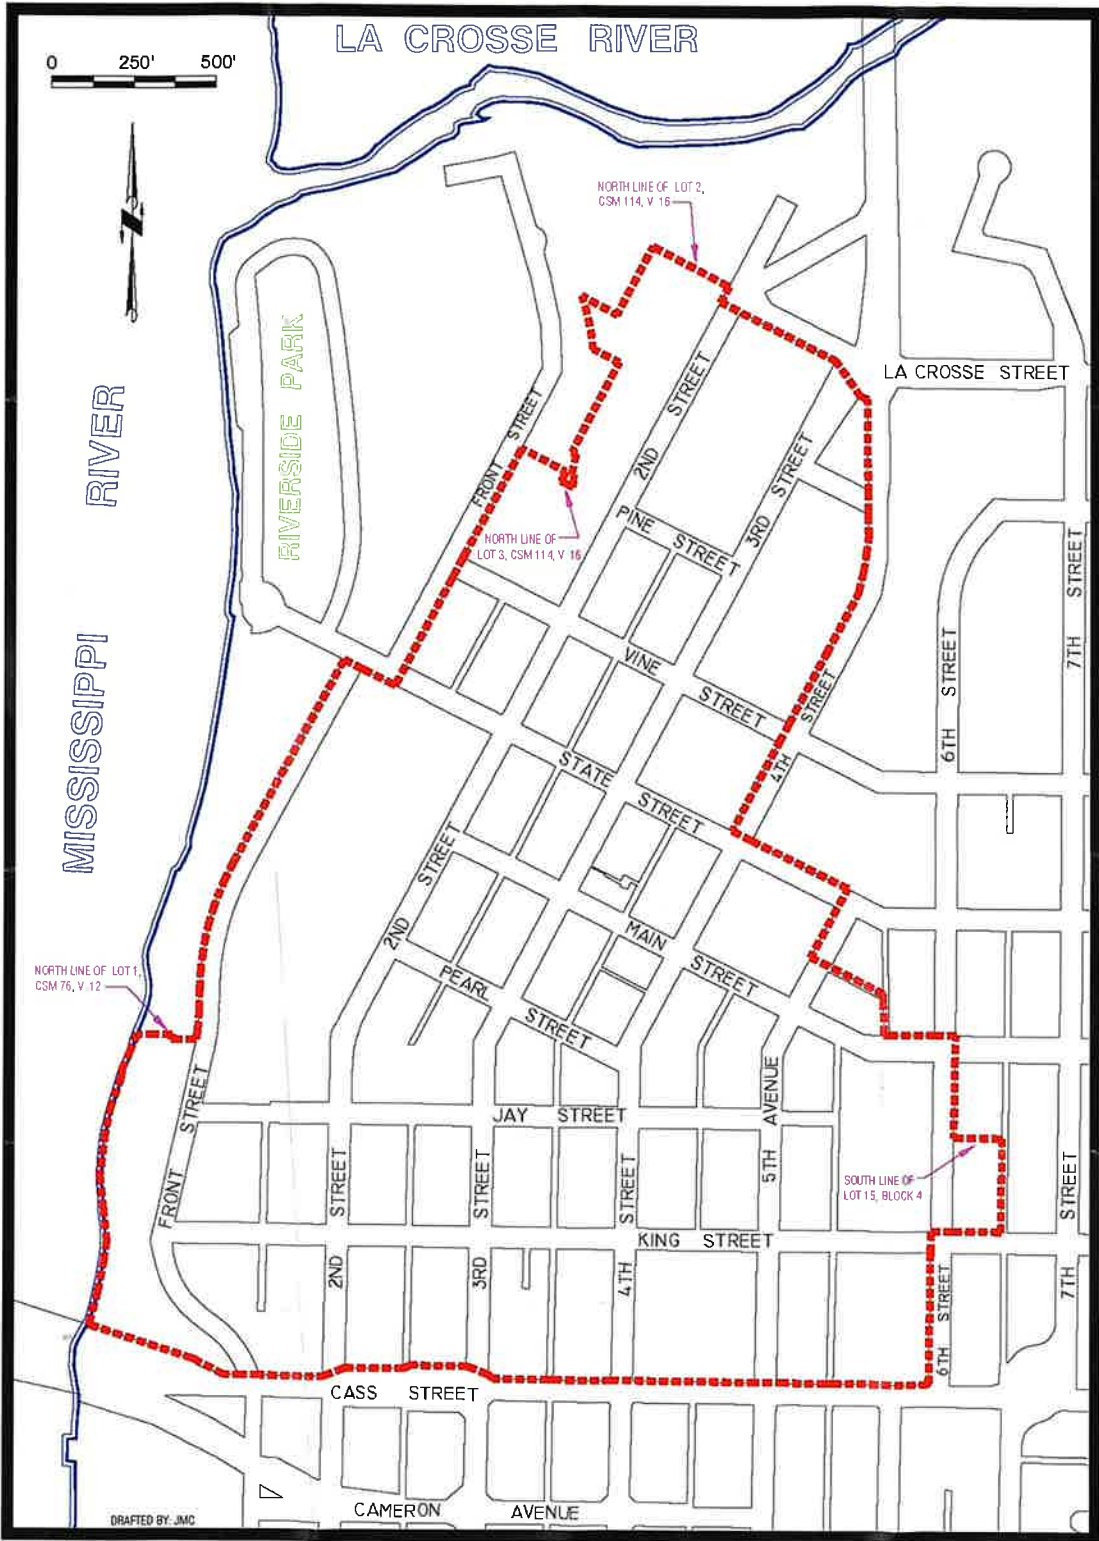 LA CROSSE RIVER
0 250' 500'
NORTH LINE OF LOT 2,
CSM 114, V 16
RIVERSIDE PARK
MISSISSIPPI RIVER
LA CROSSE STREET
FRONT STREET
2ND STREET
3RD STREET
PINE STREET
NORTH LINE OF
LOT 3, CSM 114, V 16
7TH STREET
6TH STREET
VINE STREET
4TH STREET
STATE STREET
2ND STREET
MAIN STREET
PEARL STREET
NORTH LINE OF LOT 1,
CSM 76, V 12
FRONT STREET
JAY STREET
5TH AVENUE
2ND STREET
3RD STREET
4TH STREET
SOUTH LINE OF
LOT 15, BLOCK 4
KING STREET
6TH STREET
7TH STREET
CASS STREET
CAMERON AVENUE
DRAFTED BY: JMC